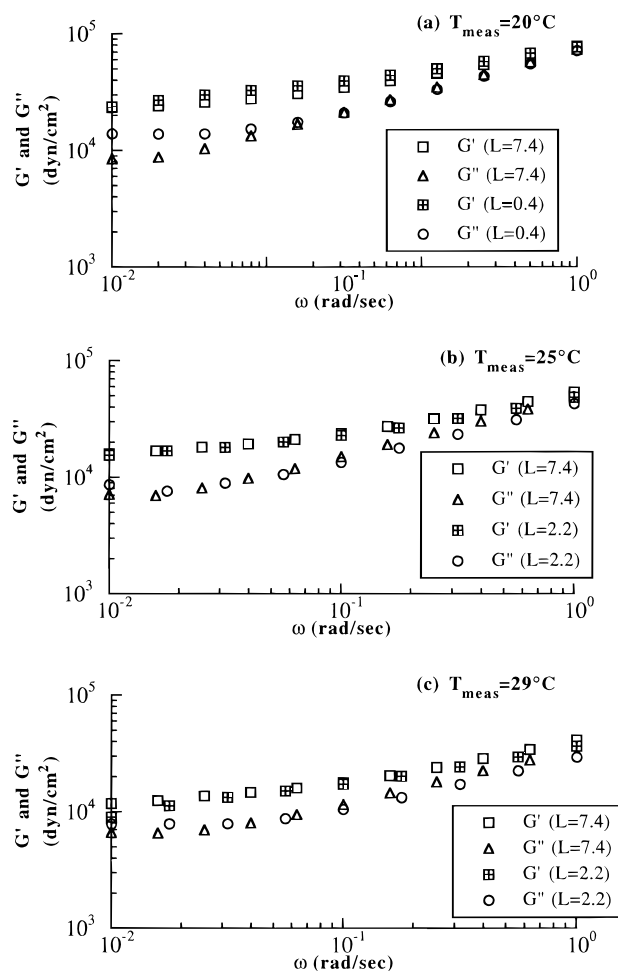 (a) T_meas=20°C
10^5
10^4
10^3
G' and G"
(dyn/cm^2)
G' (L=7.4)
G" (L=7.4)
G' (L=0.4)
G" (L=0.4)
10^-2 10^-1 10^0
ω (rad/sec)
(b) T_meas=25°C
10^5
10^4
10^3
G' and G"
(dyn/cm^2)
G' (L=7.4)
G" (L=7.4)
G' (L=2.2)
G" (L=2.2)
10^-2 10^-1 10^0
ω (rad/sec)
(c) T_meas=29°C
10^5
10^4
10^3
G' and G"
(dyn/cm^2)
G' (L=7.4)
G" (L=7.4)
G' (L=2.2)
G" (L=2.2)
10^-2 10^-1 10^0
ω (rad/sec)